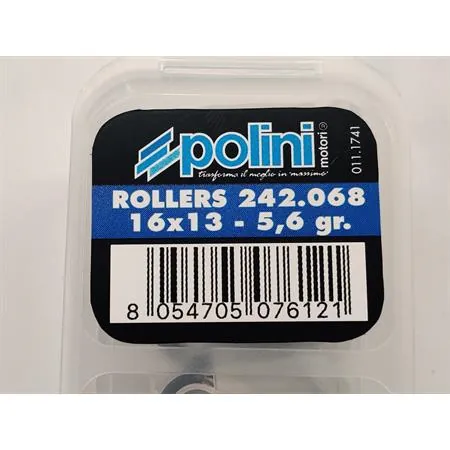 polini
motori®
trasforma il meglio in "massimo"
011.1741
ROLLERS 242.068
16x13 - 5,6 gr.
8 054705 076121